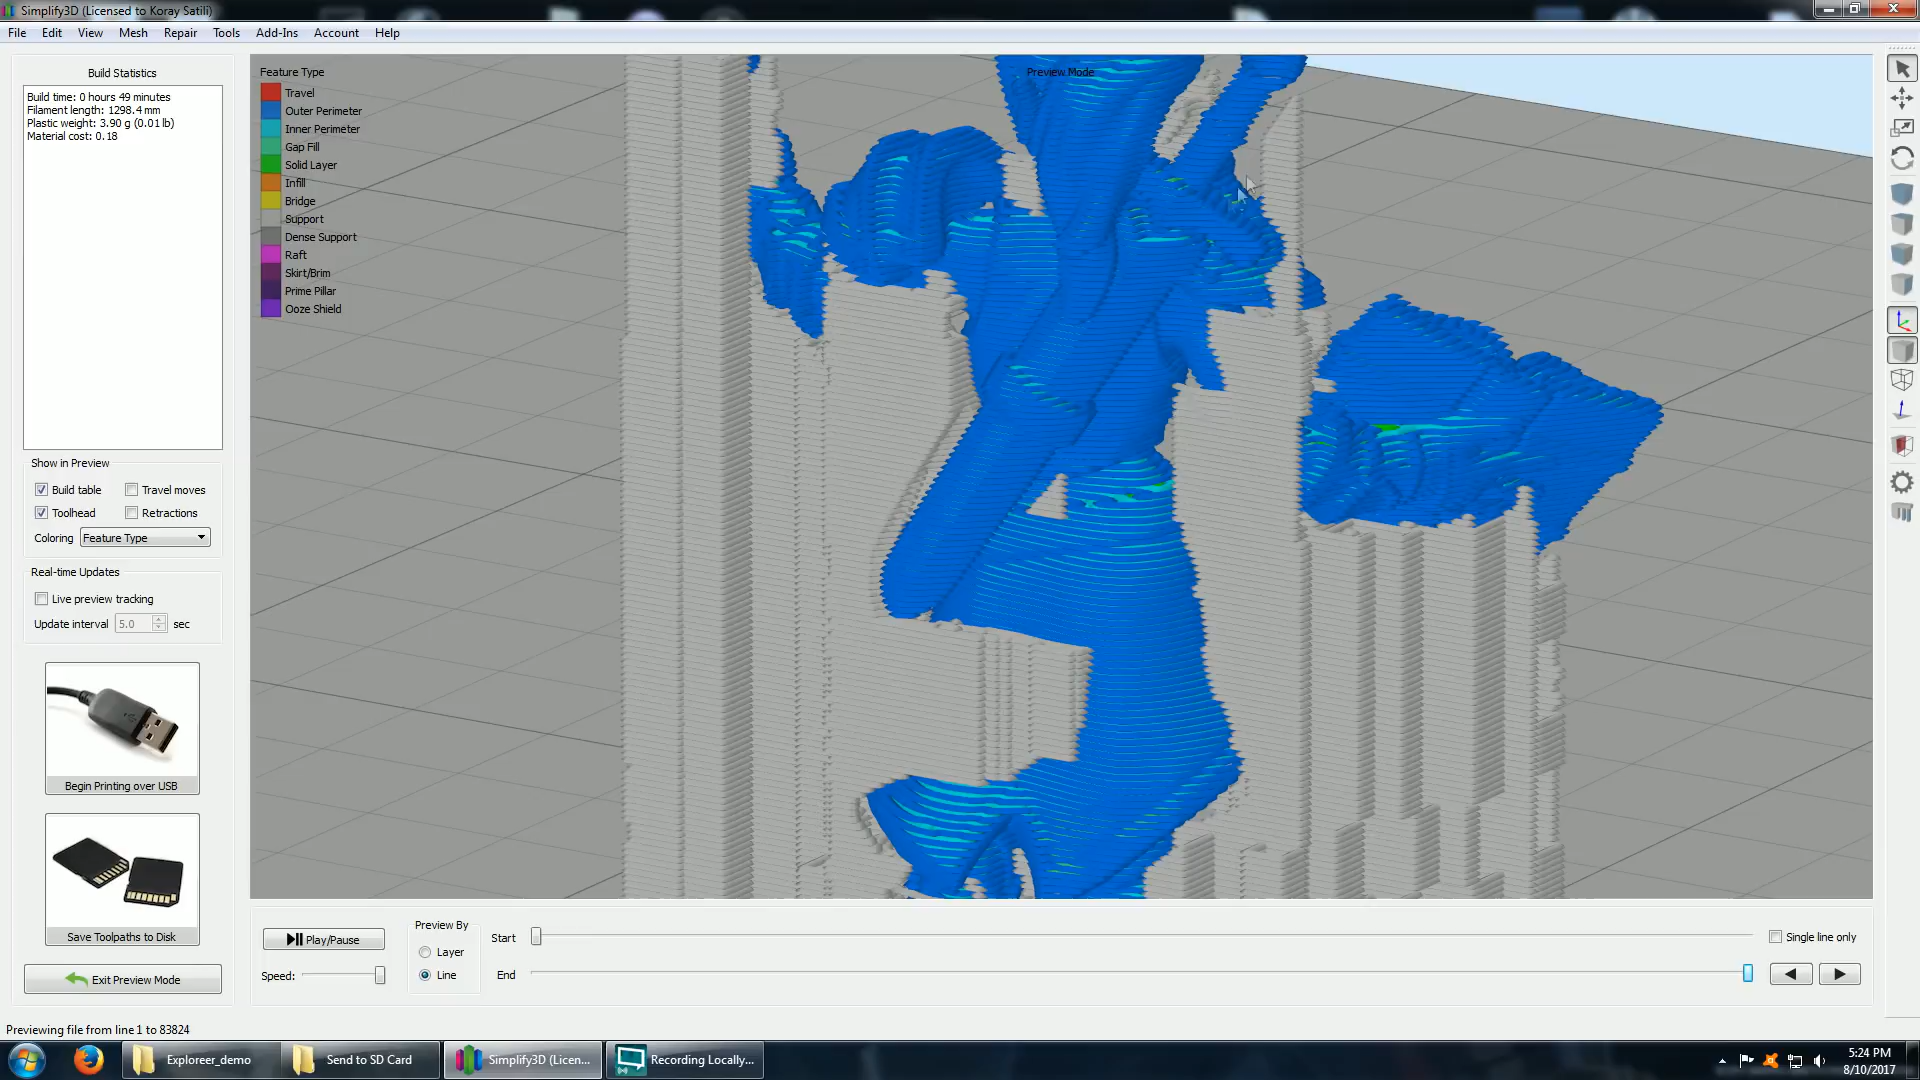 Simplify3D (Licensed to Koray Satili)
File Edit View Mesh Repair Tools Add-Ins Account Help
Build Statistics
Build time: 0 hours 49 minutes
Filament length: 1298.4 mm
Plastic weight: 3.90 g (0.01 lb)
Material cost: 0.18
Show in Preview
Build table Travel moves
Toolhead Retractions
Coloring Feature Type
Real-time Updates
Live preview tracking
Update interval 5.0 sec
Begin Printing over USB
Save Toolpaths to Disk
Exit Preview Mode
Feature Type
Travel
Outer Perimeter
Inner Perimeter
Gap Fill
Solid Layer
Infill
Bridge
Support
Dense Support
Raft
Skirt/Brim
Prime Pillar
Ooze Shield
Preview Mode
Play/Pause
Speed:
Preview By
Layer
Line
Start
End
Single line only
Previewing file from line 1 to 83824
Exploreer_demo
Send to SD Card
Simplify3D (Licen...
Recording Locally...
5:24 PM
8/10/2017